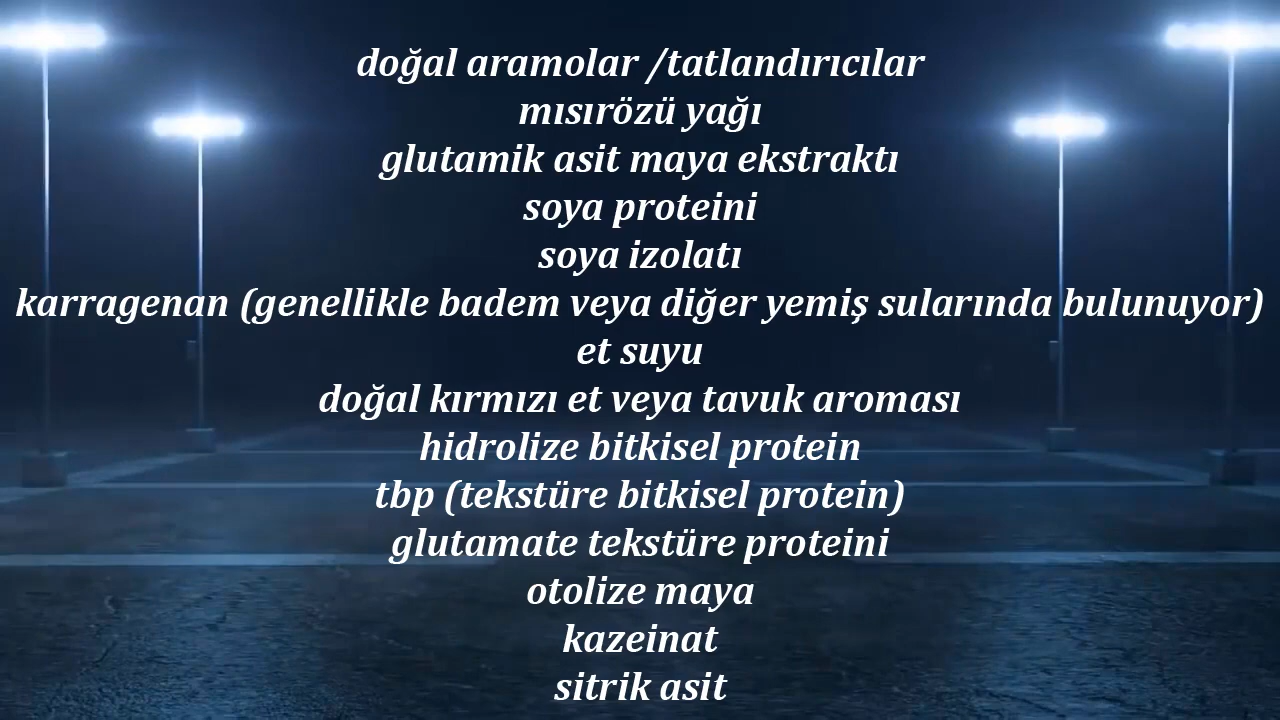 doğal aramolar /tatlandırıcılar
mısırözü yağı
glutamik asit maya ekstraktı
soya proteini
soya izolatı
karragenan (genellikle badem veya diğer yemiş sularında bulunuyor)
et suyu
doğal kırmızı et veya tavuk aroması
hidrolize bitkisel protein
tbp (tekstüre bitkisel protein)
glutamate tekstüre proteini
otolize maya
kazeinat
sitrik asit